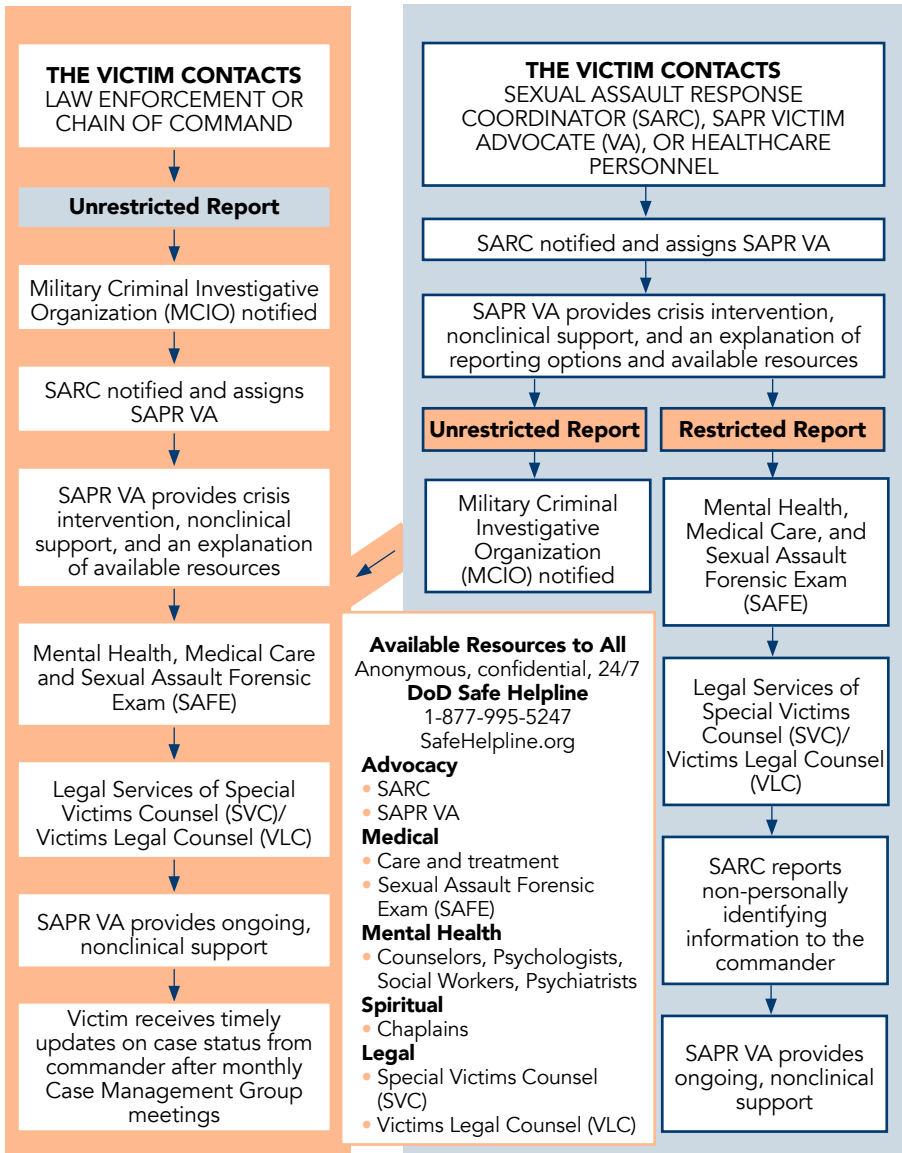 THE VICTIM CONTACTS
LAW ENFORCEMENT OR
CHAIN OF COMMAND
Unrestricted Report
Military Criminal Investigative
Organization (MCIO) notified
SARC notified and assigns
SAPR VA
SAPR VA provides crisis
intervention, nonclinical
support, and an explanation
of available resources
Mental Health, Medical Care
and Sexual Assault Forensic
Exam (SAFE)
Legal Services of Special
Victims Counsel (SVC)/
Victims Legal Counsel (VLC)
SAPR VA provides ongoing,
nonclinical support
Victim receives timely
updates on case status from
commander after monthly
Case Management Group
meetings
THE VICTIM CONTACTS
SEXUAL ASSAULT RESPONSE
COORDINATOR (SARC), SAPR VICTIM
ADVOCATE (VA), OR HEALTHCARE
PERSONNEL
SARC notified and assigns SAPR VA
SAPR VA provides crisis intervention,
nonclinical support, and an explanation of
reporting options and available resources
Unrestricted Report
Military Criminal
Investigative
Organization
(MCIO) notified
Restricted Report
Mental Health,
Medical Care, and
Sexual Assault
Forensic Exam
(SAFE)
Legal Services of
Special Victims
Counsel (SVC)/
Victims Legal Counsel
(VLC)
SARC reports
non-personally
identifying
information to the
commander
SAPR VA provides
ongoing, nonclinical
support
Available Resources to All
Anonymous, confidential, 24/7
DoD Safe Helpline
1-877-995-5247
SafeHelpline.org
Advocacy
• SARC
• SAPR VA
Medical
• Care and treatment
• Sexual Assault Forensic
Exam (SAFE)
Mental Health
• Counselors, Psychologists,
Social Workers, Psychiatrists
Spiritual
• Chaplains
Legal
• Special Victims Counsel
(SVC)
• Victims Legal Counsel (VLC)